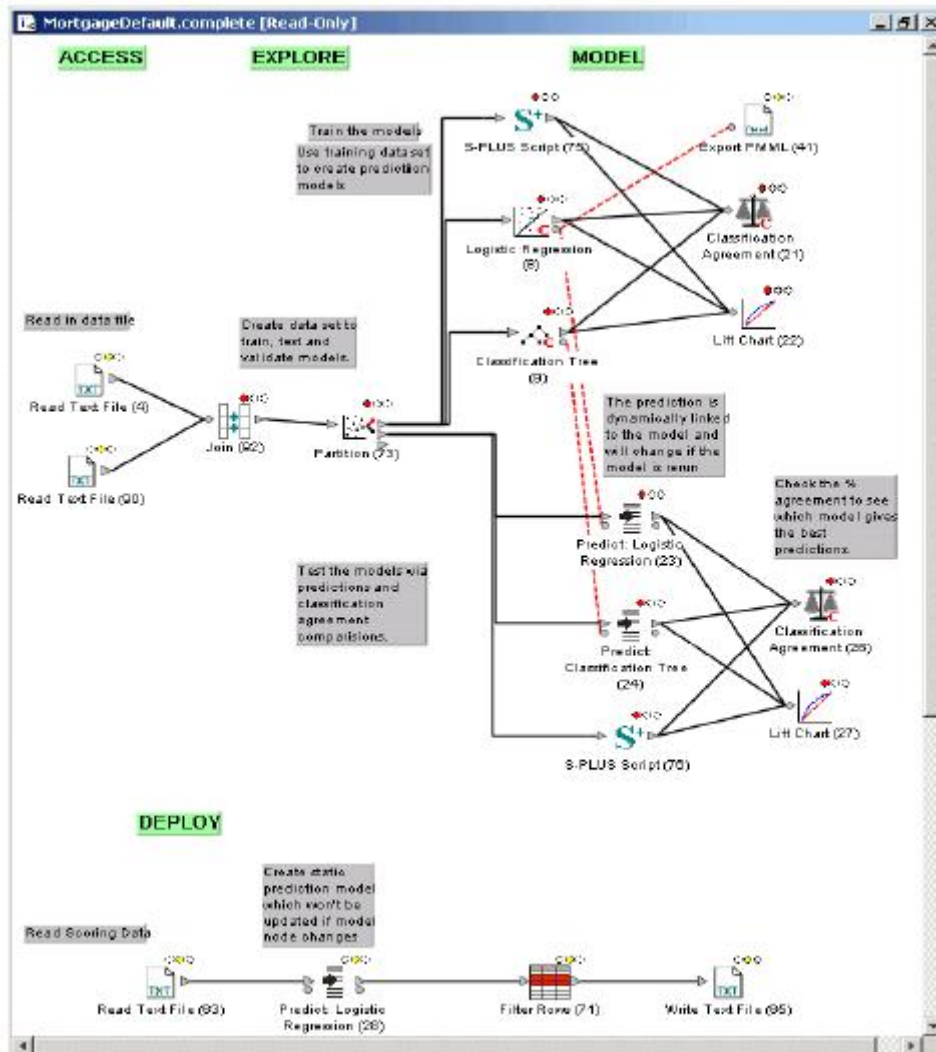 MortgageDefault.complete [Read-Only]
ACCESS
EXPLORE
MODEL
Train the models
Use training dataset
to create prediction
models
S-PLUS Script (75)
Export PMML (41)
Logistic Regression
(8)
Classification
Agreement (21)
Read in data file
Create data set to
train, test and
validate models.
Classification Tree
(9)
Lift Chart (22)
TXT
Read Text File (4)
Join (92)
Partition (73)
TXT
Read Text File (90)
The prediction is
dynamically linked
to the model and
will change if the
model is rerun
Check the %
agreement to see
which model gives
the best
predictions.
Predict: Logistic
Regression (23)
Test the models via
predictions and
classification
agreement
comparisions.
Predict:
Classification Tree
(24)
Classification
Agreement (25)
S-PLUS Script (76)
Lift Chart (27)
DEPLOY
Create static
prediction model
which won't be
updated if model
node changes
Read Scoring Data
TXT
Read Text File (93)
Predict: Logistic
Regression (28)
Filter Rows (71)
TXT
Write Text File (95)